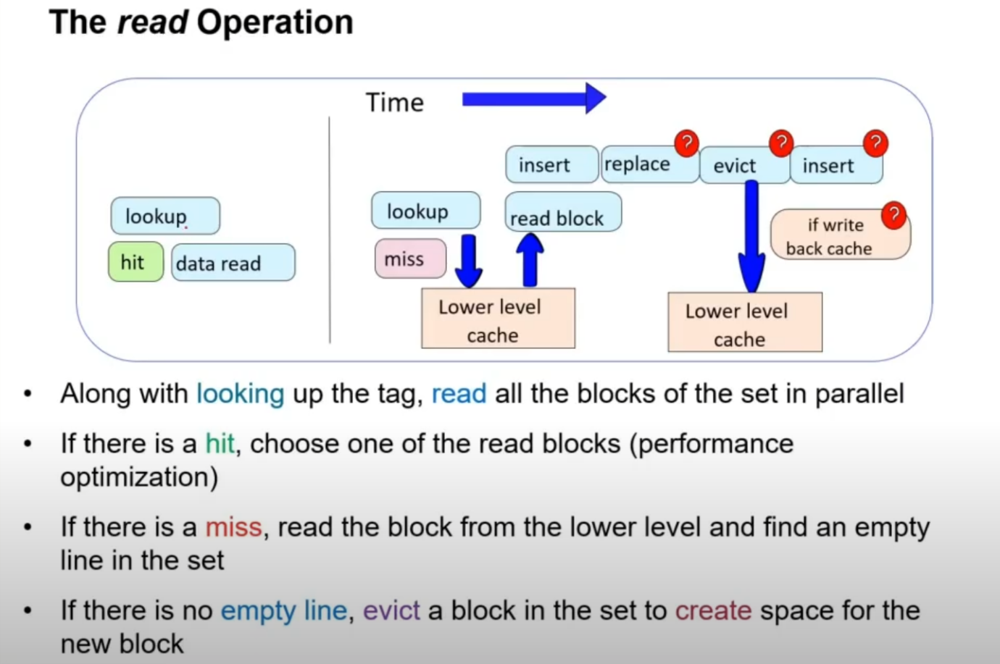 The read Operation
Time
?
?
?
insert
replace
evict
insert
lookup
hit
data read
lookup
miss
read block
?
if write
back cache
Lower level
cache
Lower level
cache
• Along with looking up the tag, read all the blocks of the set in parallel
• If there is a hit, choose one of the read blocks (performance
optimization)
• If there is a miss, read the block from the lower level and find an empty
line in the set
• If there is no empty line, evict a block in the set to create space for the
new block